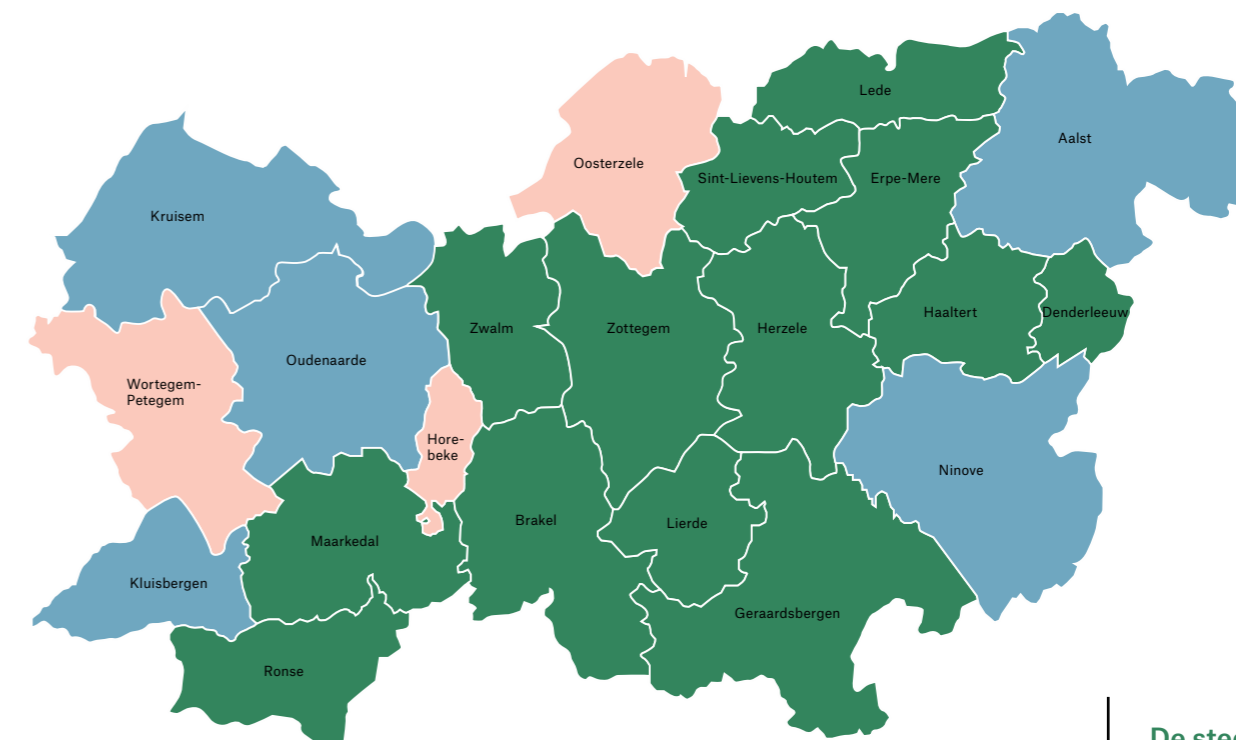 Lede
Aalst
Oosterzele
Sint-Lievens-Houtem
Erpe-Mere
Kruisem
Haaltert
Denderleeuw
Zwalm
Zottegem
Herzele
Oudenaarde
Wortegem-
Petegem
Hore-
beke
Ninove
Brakel
Lierde
Maarkedal
Kluisbergen
Geraardsbergen
Ronse
De